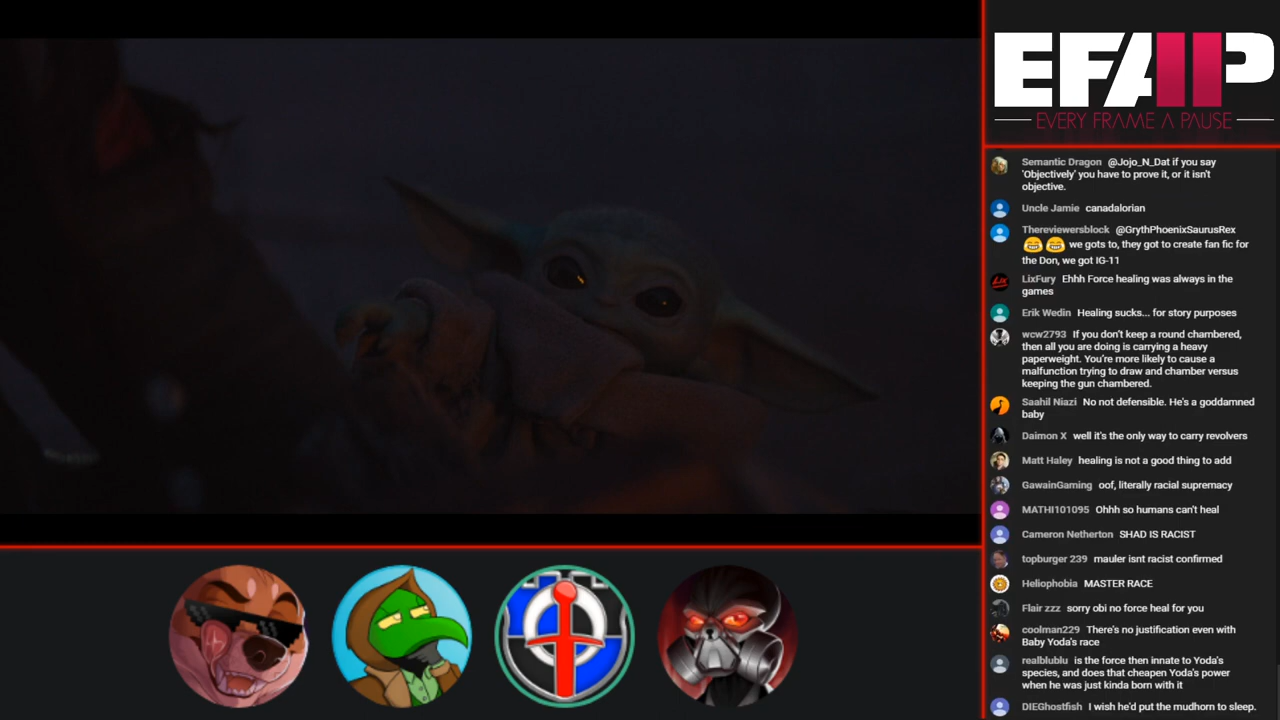 EFAP
EVERY FRAME A PAUSE
Semantic Dragon @Jojo_N_Dat if you say
'Objectively' you have to prove it, or it isn't
objective.
Uncle Jamie canadalorian
Thereviewersblock @GrythPhoenixSaurusRex
😂😂 we gots to, they got to create fan fic for
the Don, we got IG-11
LixFury Ehhh Force healing was always in the
games
Erik Wedin Healing sucks... for story purposes
wcw2793 If you don't keep a round chambered,
then all you are doing is carrying a heavy
paperweight. You're more likely to cause a
malfunction trying to draw and chamber versus
keeping the gun chambered.
Saahil Niazi No not defensible. He's a goddamned
baby
Daimon X well it's the only way to carry revolvers
Matt Haley healing is not a good thing to add
GawainGaming oof, literally racial supremacy
MATHI101095 Ohhh so humans can't heal
Cameron Netherton SHAD IS RACIST
topburger 239 mauler isnt racist confirmed
Heliophobia MASTER RACE
Flair zzz sorry obi no force heal for you
coolman229 There's no justification even with
Baby Yoda's race
realblublu is the force then innate to Yoda's
species, and does that cheapen Yoda's power
when he was just kinda born with it
DIEGhostfish I wish he'd put the mudhorn to sleep.